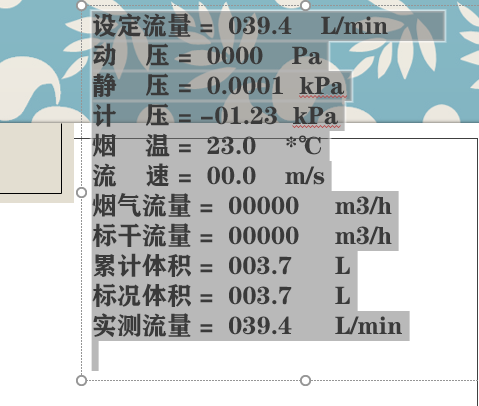 设定流量 = 039.4 L/min
动 压 = 0000 Pa
静 压 = 0.0001 kPa
计 压 = -01.23 kPa
烟 温 = 23.0 *℃
流 速 = 00.0 m/s
烟气流量 = 00000 m3/h
标干流量 = 00000 m3/h
累计体积 = 003.7 L
标况体积 = 003.7 L
实测流量 = 039.4 L/min